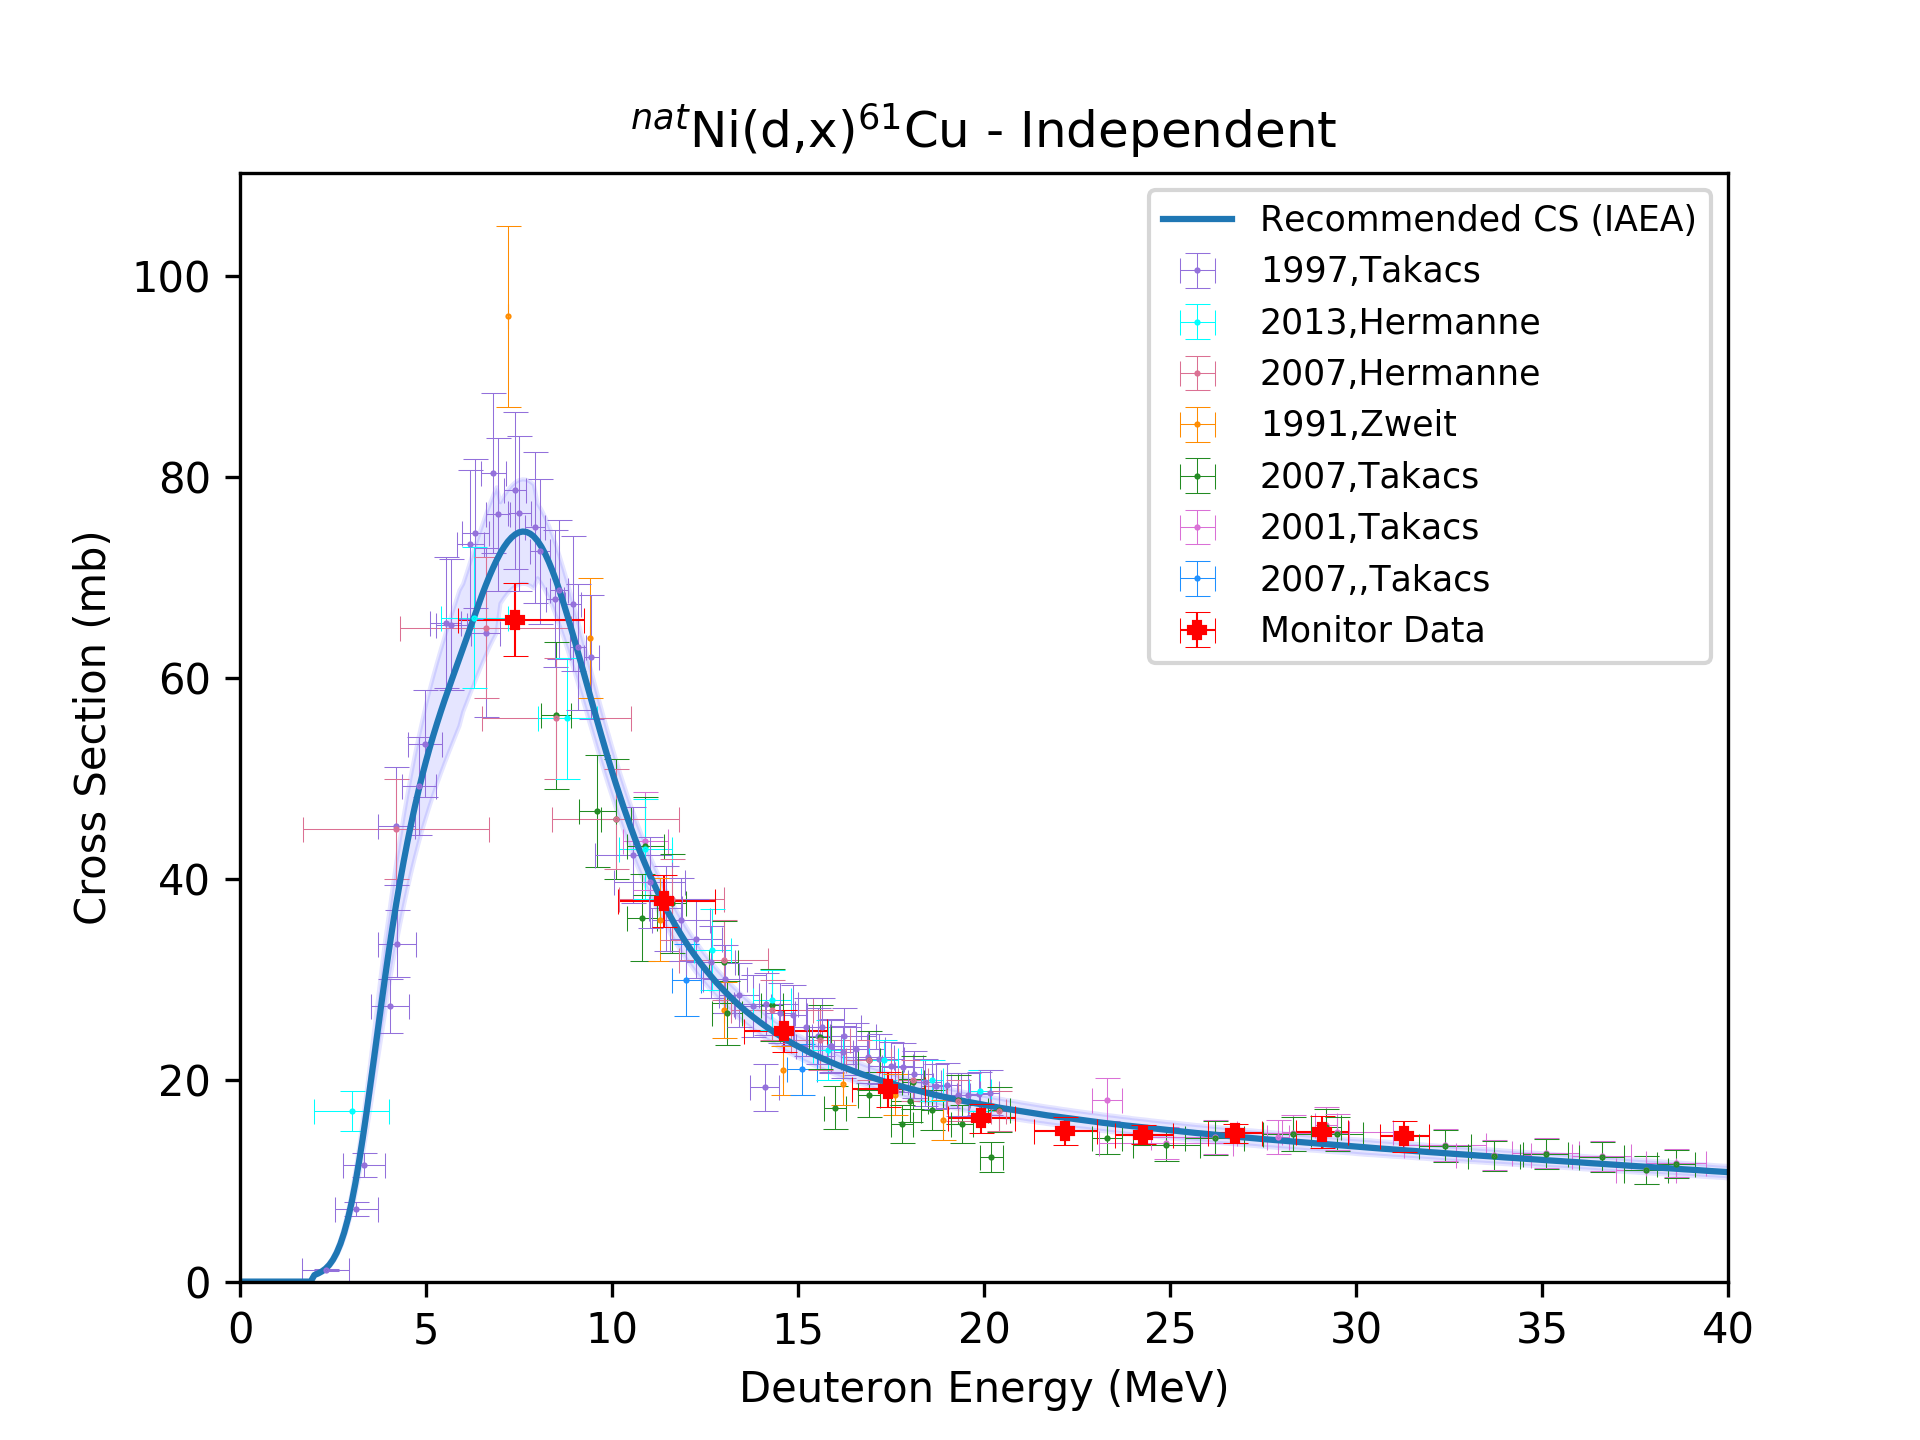 natNi(d,x)61Cu - Independent
Recommended CS (IAEA)
1997,Takacs
2013,Hermanne
2007,Hermanne
1991,Zweit
2007,Takacs
2001,Takacs
2007,,Takacs
Monitor Data
Cross Section (mb)
100
80
60
40
20
0
0 5 10 15 20 25 30 35 40
Deuteron Energy (MeV)